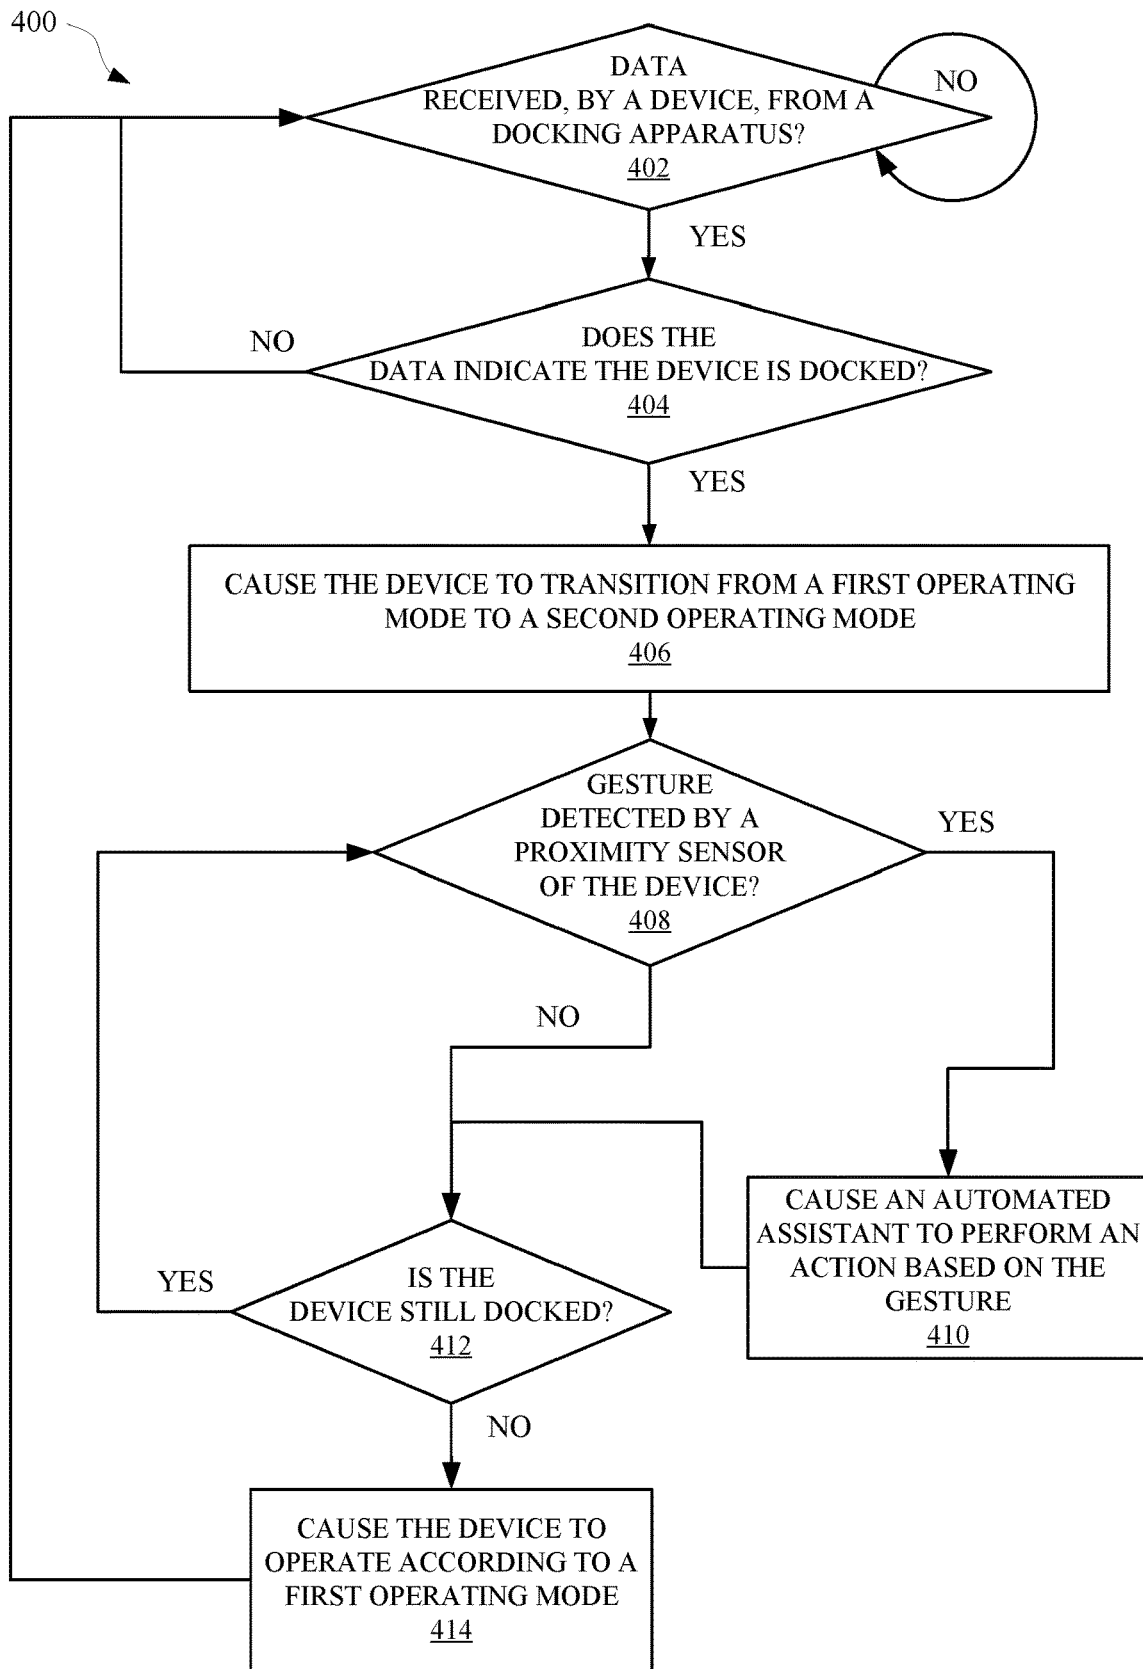 400
DATA
RECEIVED, BY A DEVICE, FROM A
DOCKING APPARATUS?
402
NO
YES
DOES THE
DATA INDICATE THE DEVICE IS DOCKED?
404
NO
YES
CAUSE THE DEVICE TO TRANSITION FROM A FIRST OPERATING
MODE TO A SECOND OPERATING MODE
406
GESTURE
DETECTED BY A
PROXIMITY SENSOR
OF THE DEVICE?
408
YES
NO
CAUSE AN AUTOMATED
ASSISTANT TO PERFORM AN
ACTION BASED ON THE
GESTURE
410
IS THE
DEVICE STILL DOCKED?
412
YES
NO
CAUSE THE DEVICE TO
OPERATE ACCORDING TO A
FIRST OPERATING MODE
414